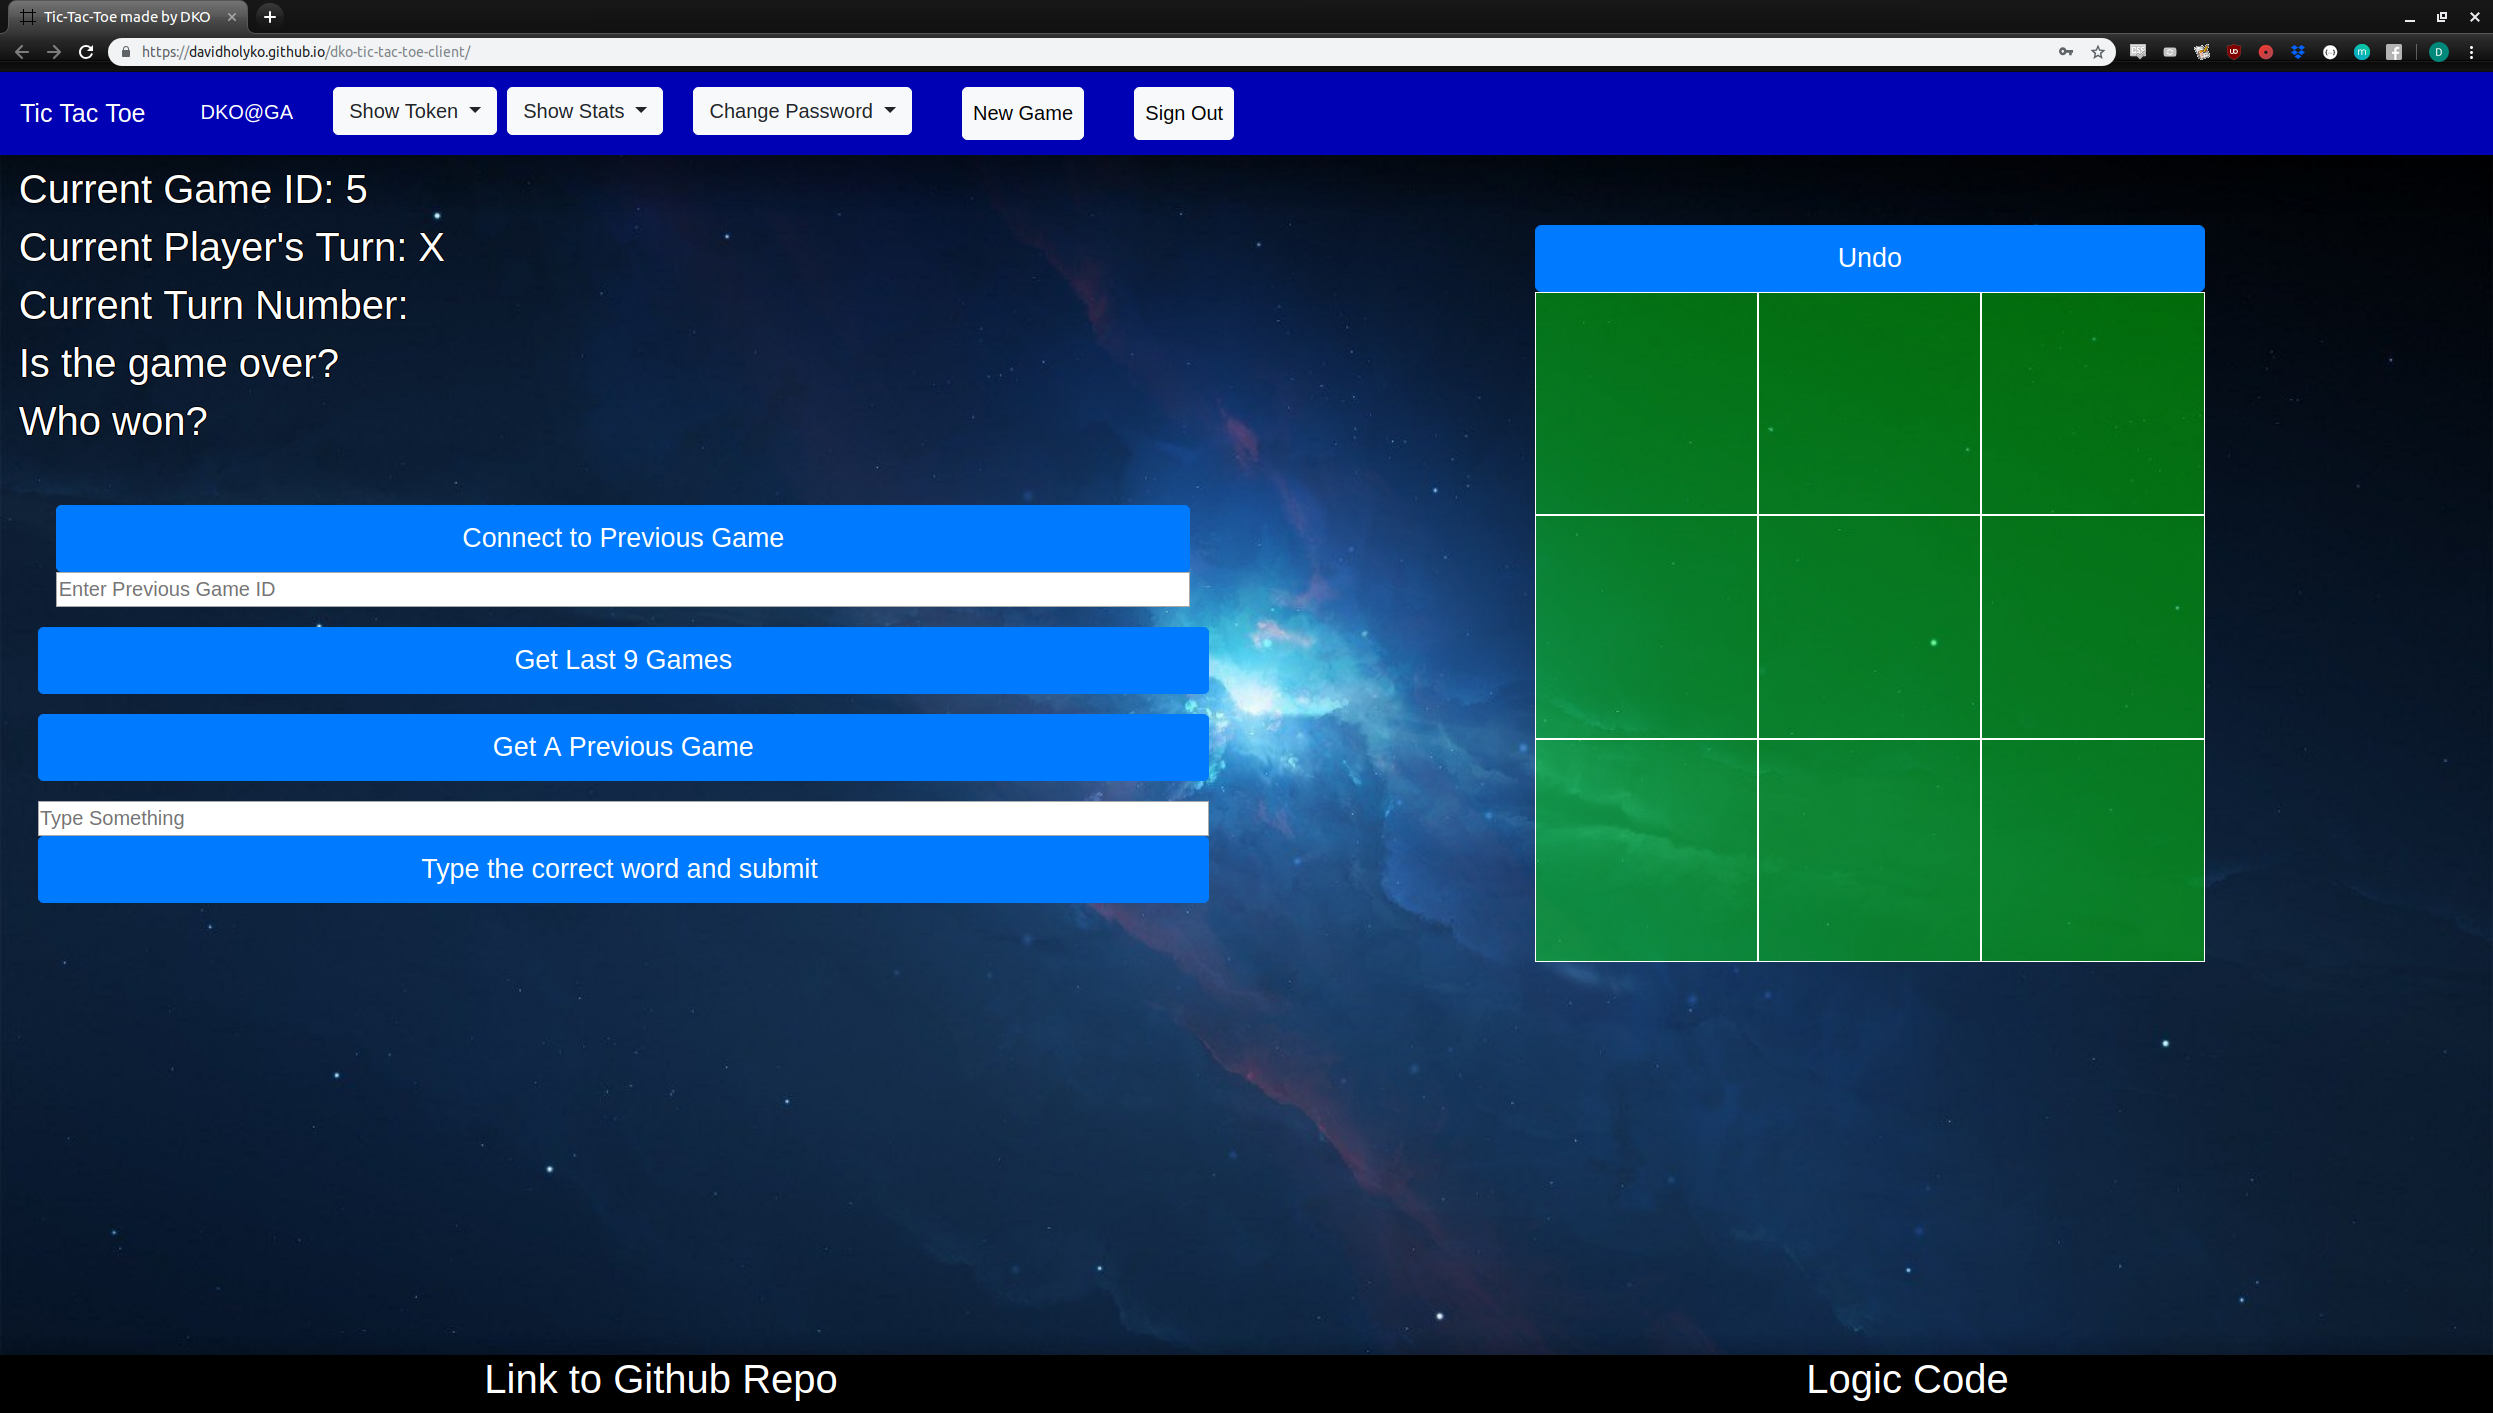 Tic-Tac-Toe made by DKO
https://davidholyko.github.io/dko-tic-tac-toe-client/
Tic Tac Toe DKO@GA Show Token Show Stats Change Password New Game Sign Out
Current Game ID: 5
Current Player's Turn: X
Current Turn Number:
Is the game over?
Who won?
Undo
Connect to Previous Game
Enter Previous Game ID
Get Last 9 Games
Get A Previous Game
Type Something
Type the correct word and submit
Link to Github Repo
Logic Code